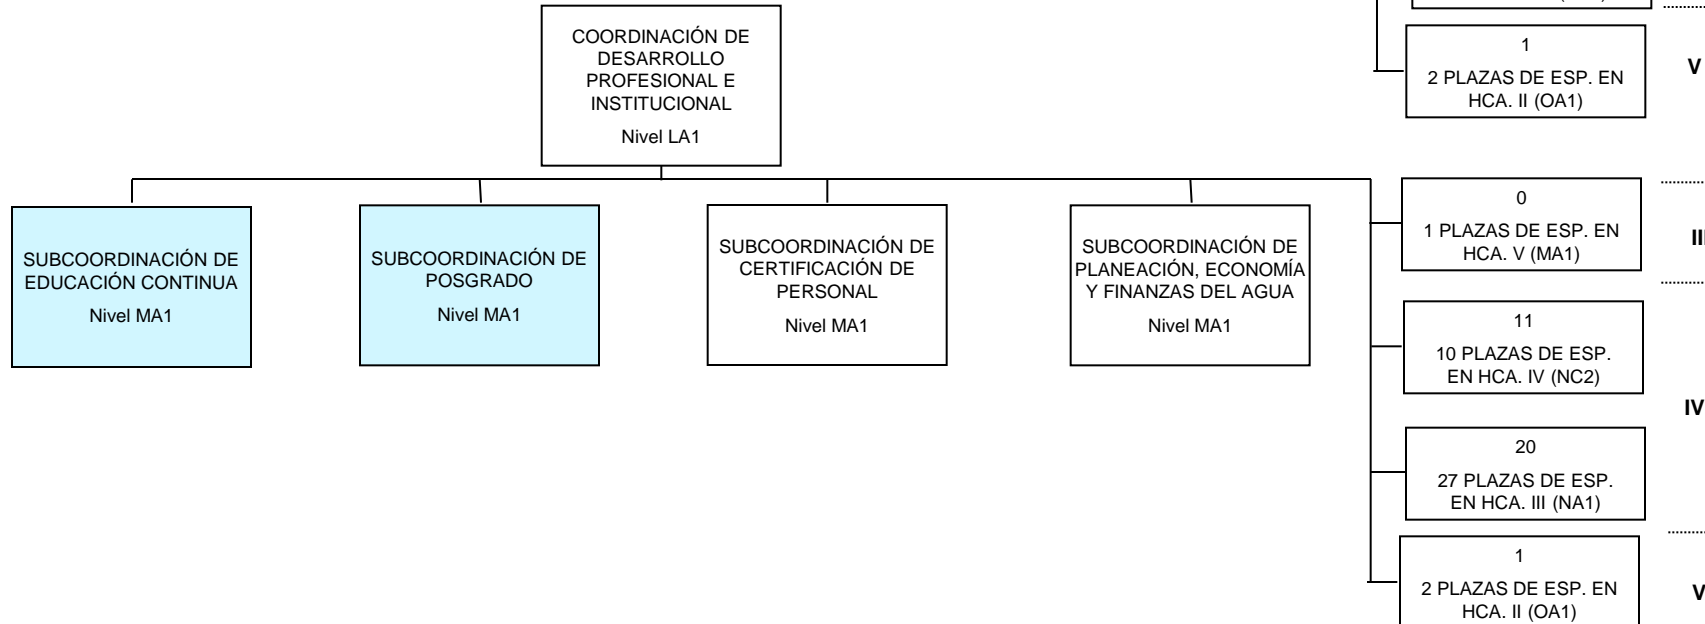 COORDINACIÓN DE
DESARROLLO
PROFESIONAL E
INSTITUCIONAL
Nivel LA1
1
2 PLAZAS DE ESP. EN
HCA. II (OA1)
V
SUBCOORDINACIÓN DE
EDUCACIÓN CONTINUA
Nivel MA1
SUBCOORDINACIÓN DE
POSGRADO
Nivel MA1
SUBCOORDINACIÓN DE
CERTIFICACIÓN DE
PERSONAL
Nivel MA1
SUBCOORDINACIÓN DE
PLANEACIÓN, ECONOMÍA
Y FINANZAS DEL AGUA
Nivel MA1
0
1 PLAZAS DE ESP. EN
HCA. V (MA1)
III
11
10 PLAZAS DE ESP.
EN HCA. IV (NC2)
IV
20
27 PLAZAS DE ESP.
EN HCA. III (NA1)
1
2 PLAZAS DE ESP. EN
HCA. II (OA1)
V